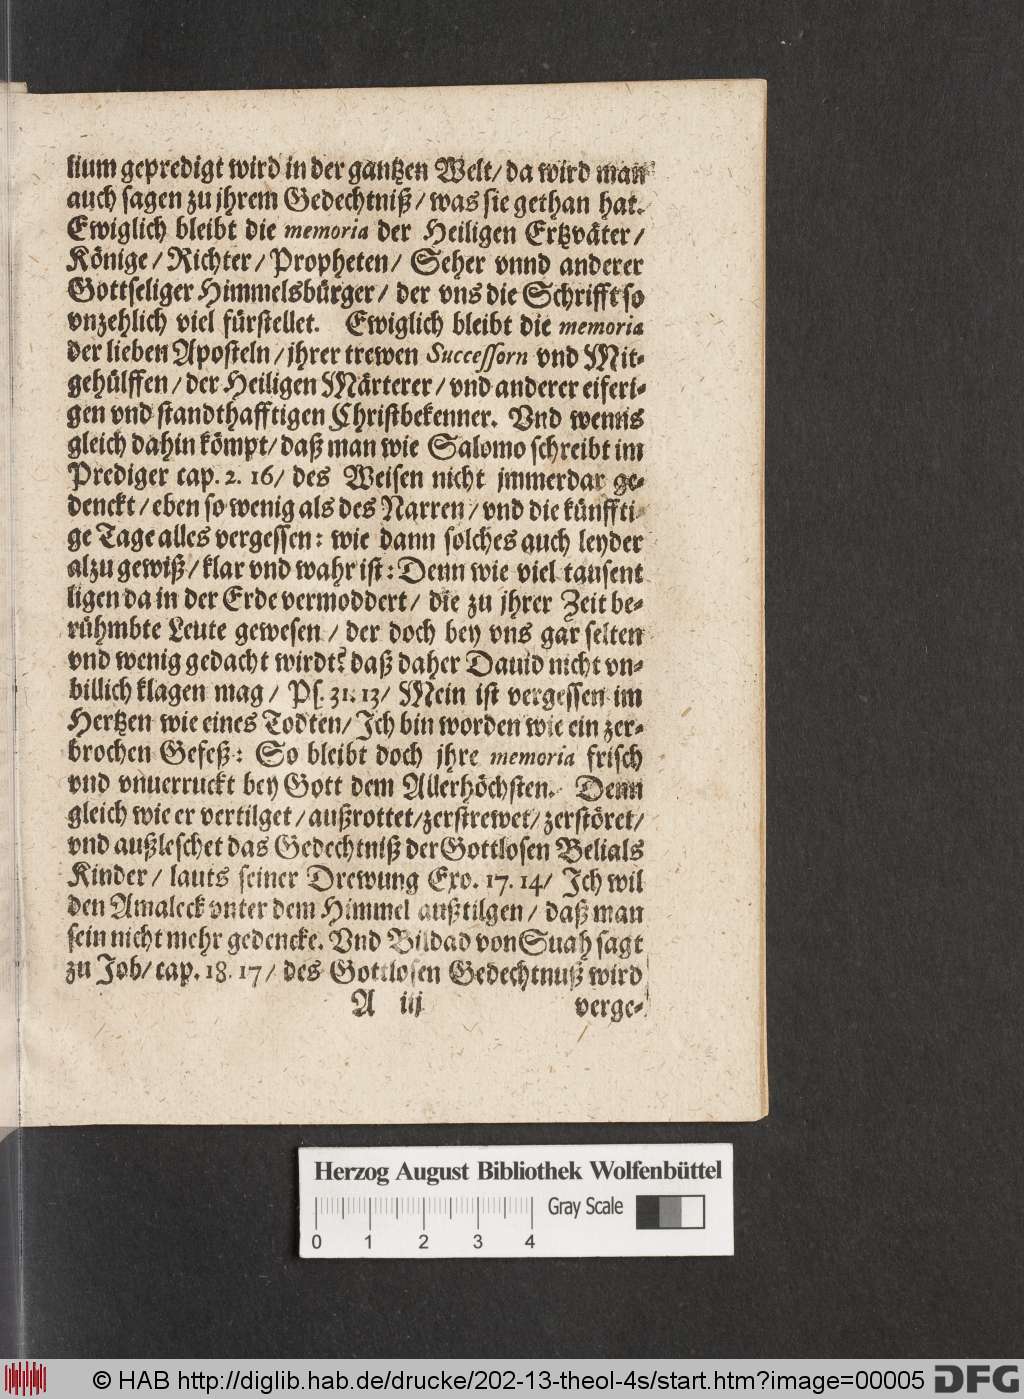 lium gepredigt wird in der gantzen Welt/ da wird man
auch sagen zu jhrem Gedechtniß/ was sie gethan hat.
Ewiglich bleibt die memoria der Heiligen Ertzväter/
Könige/ Richter/ Propheten/ Seher vnnd anderer
Gottseliger Himmelsbürger/ der vns die Schrifft so
vnzehlich viel fürstellet. Ewiglich bleibt die memoria
der lieben Aposteln/ jhrer trewen Successorn vnd Mit-
gehülffen/ der Heiligen Märterer/ vnd anderer eiferi-
gen vnd standthafftigen Christbekenner. Vnd wenns
gleich dahin kömpt/ daß man wie Salomo schreibt im
Prediger cap. 2. 16/ des Weisen nicht jmmerdar ge-
denckt/ eben so wenig als des Narren/ vnd die künffti-
ge Tage alles vergessen: wie dann solches auch leyder
alzu gewiß/ klar vnd wahr ist: Denn wie viel tausent
ligen da in der Erde vermoddert/ die zu jhrer Zeit be-
rühmbte Leute gewesen/ der doch bey vns gar selten
vnd wenig gedacht wirdt? daß daher Dauid nicht vn-
billich klagen mag/ Ps. 31. 13/ Mein ist vergessen im
Hertzen wie eines Todten/ Ich bin worden wie ein zer-
brochen Gefeß: So bleibt doch jhre memoria frisch
vnd vnuerruckt bey Gott dem Allerhöchsten. Denn
gleich wie er vertilget/ außrottet/ zerstrewet/ zerstöret/
vnd außleschet das Gedechtniß der Gottlosen Belials
Kinder/ lauts seiner Drewung Exo. 17. 14/ Ich wil
den Amaleck vnter dem Himmel außtilgen/ daß man
sein nicht mehr gedencke. Vnd Bildad von Suah sagt
zu Job/ cap. 18. 17/ des Gottlosen Gedechtnuß wird
A iij verge-
Herzog August Bibliothek Wolfenbüttel
Gray Scale
0 1 2 3 4
© HAB http://diglib.hab.de/drucke/202-13-theol-4s/start.htm?image=00005 DFG